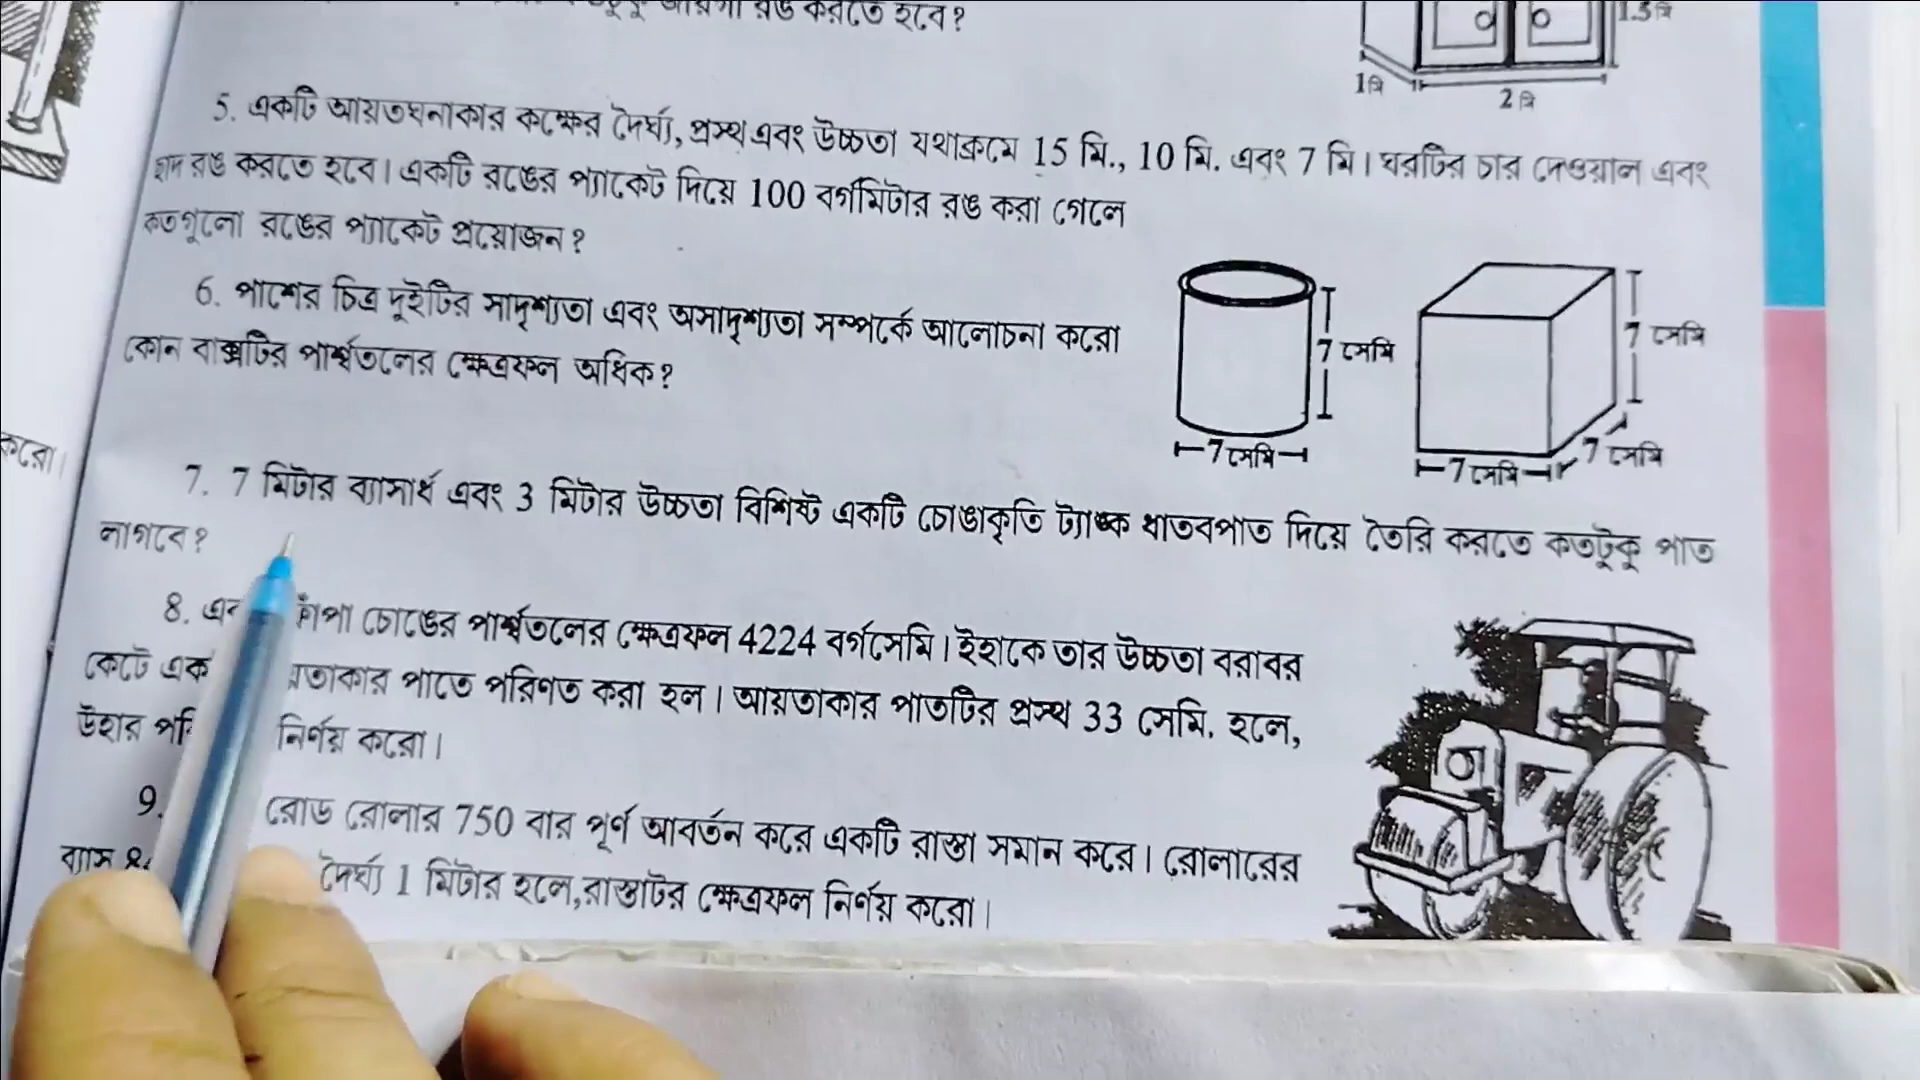 রঙ করতে হবে?
1.5মি
1মি
2 মি
5. একটি আয়তঘনাকার কক্ষের দৈর্ঘ্য, প্রস্থ এবং উচ্চতা যথাক্রমে 15 মি., 10 মি. এবং 7 মি। ঘরটির চার দেওয়াল এবং
ছাদ রঙ করতে হবে। একটি রঙের প্যাকেট দিয়ে 100 বর্গমিটার রঙ করা গেলে
কতগুলো রঙের প্যাকেট প্রয়োজন?
6. পাশের চিত্র দুইটির সাদৃশ্যতা এবং অসাদৃশ্যতা সম্পর্কে আলোচনা করো
কোন বাক্সটির পার্শ্বতলের ক্ষেত্রফল অধিক?
7 সেমি
7 সেমি
7 সেমি
7 সেমি
7 সেমি
করো।
7. 7 মিটার ব্যাসার্ধ এবং 3 মিটার উচ্চতা বিশিষ্ট একটি চোঙাকৃতি ট্যাঙ্ক ধাতবপাত দিয়ে তৈরি করতে কতটুকু পাত
লাগবে?
8. ফাঁপা চোঙের পার্শ্বতলের ক্ষেত্রফল 4224 বর্গসেমি। ইহাকে তার উচ্চতা বরাবর
কেটে এক পাতে পরিণত করা হল। আয়তাকার পাতটির প্রস্থ 33 সেমি. হলে,
উহার নির্ণয় করো।
9. রোড রোলার 750 বার পূর্ণ আবর্তন করে একটি রাস্তা সমান করে। রোলারের
ব্যাস দৈর্ঘ্য 1 মিটার হলে,রাস্তাটর ক্ষেত্রফল নির্ণয় করো।